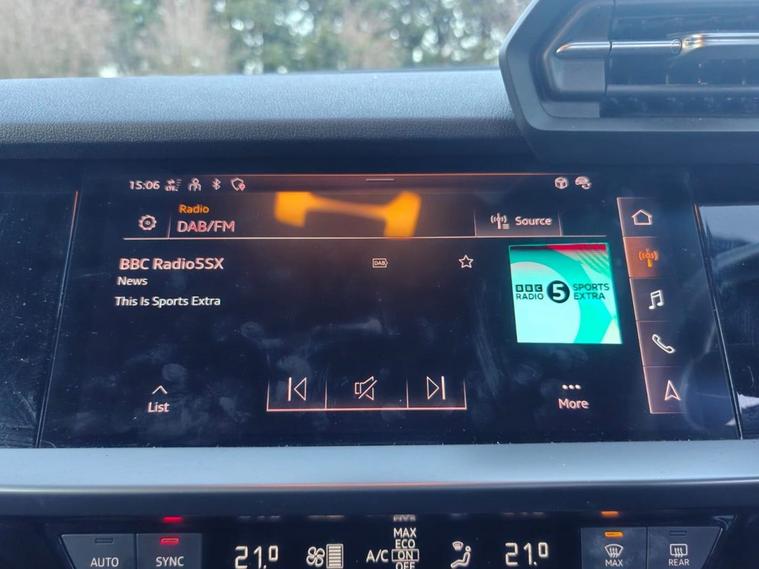 15:06
Radio
DAB/FM
Source
BBC Radio5SX
DAB
News
This Is Sports Extra
BBC
RADIO 5 SPORTS
EXTRA
List
More
AUTO
SYNC
21.0
A/C
MAX
ECO
ON
OFF
21.0
MAX
REAR